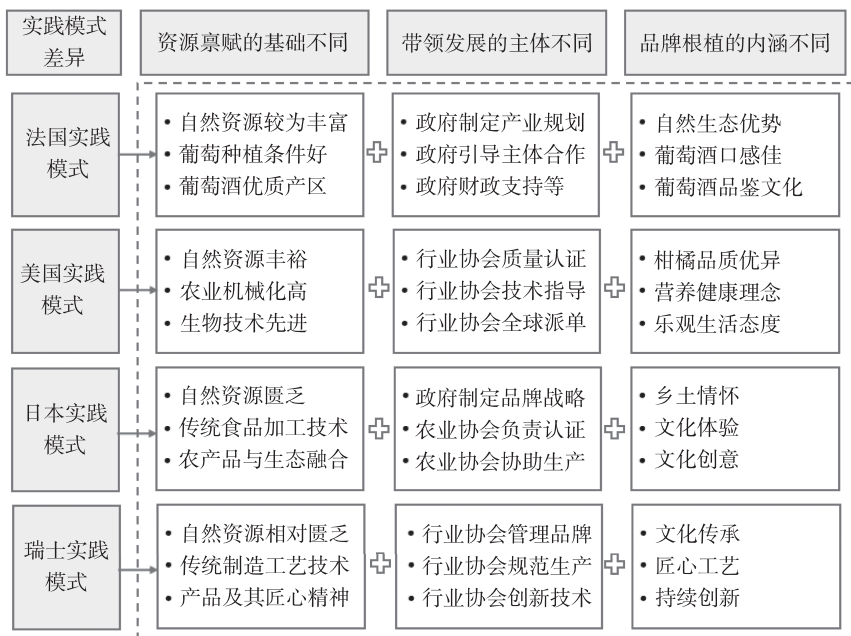 实践模式
差异
资源禀赋的基础不同
带领发展的主体不同
品牌根植的内涵不同
法国实践
模式
• 自然资源较为丰富
• 葡萄种植条件好
• 葡萄酒优质产区
• 政府制定产业规划
• 政府引导主体合作
• 政府财政支持等
• 自然生态优势
• 葡萄酒口感佳
• 葡萄酒品鉴文化
美国实践
模式
• 自然资源丰裕
• 农业机械化高
• 生物技术先进
• 行业协会质量认证
• 行业协会技术指导
• 行业协会全球派单
• 柑橘品质优异
• 营养健康理念
• 乐观生活态度
日本实践
模式
• 自然资源匮乏
• 传统食品加工技术
• 农产品与生态融合
• 政府制定品牌战略
• 农业协会负责认证
• 农业协会协助生产
• 乡土情怀
• 文化体验
• 文化创意
瑞士实践
模式
• 自然资源相对匮乏
• 传统制造工艺技术
• 产品及其匠心精神
• 行业协会管理品牌
• 行业协会规范生产
• 行业协会创新技术
• 文化传承
• 匠心工艺
• 持续创新